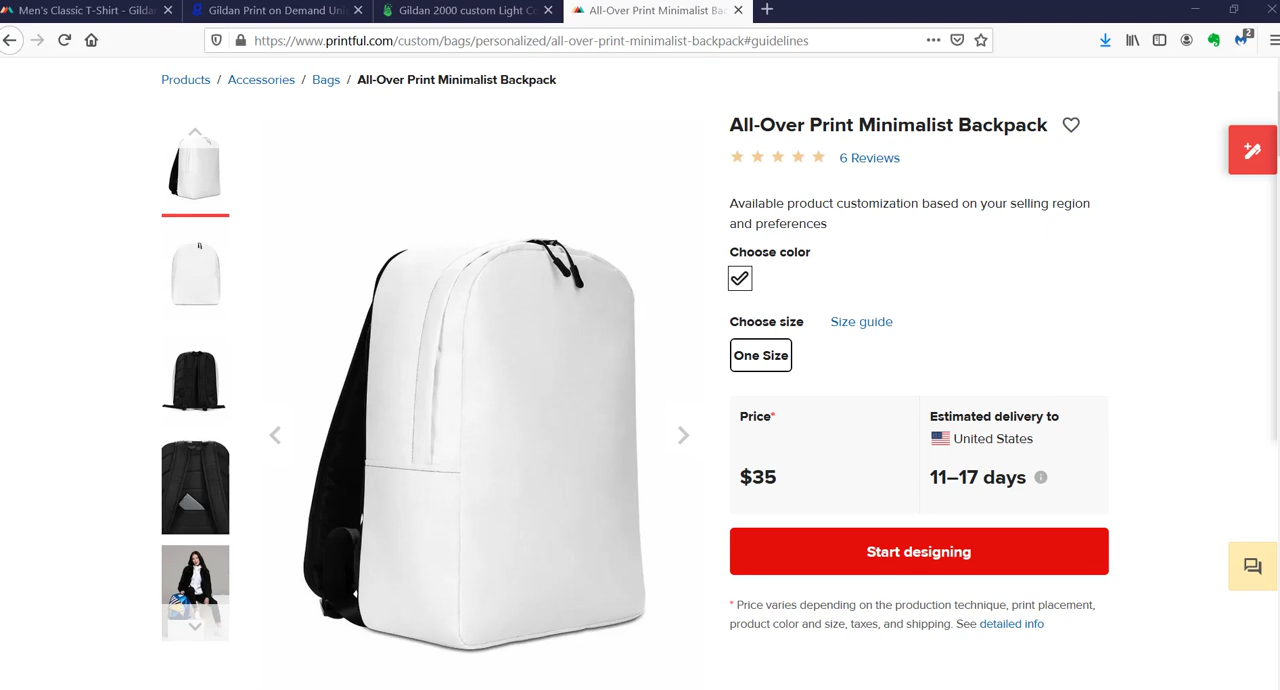 Men's Classic T-Shirt - Gildan
Gildan Print on Demand Uni
Gildan 2000 custom Light Co
All-Over Print Minimalist Bac
https://www.printful.com/custom/bags/personalized/all-over-print-minimalist-backpack#guidelines
2
Products / Accessories / Bags / All-Over Print Minimalist Backpack
All-Over Print Minimalist Backpack
6 Reviews
Available product customization based on your selling region
and preferences
Choose color
Choose size Size guide
One Size
Price*
$35
Estimated delivery to
United States
11–17 days
Start designing
* Price varies depending on the production technique, print placement,
product color and size, taxes, and shipping. See detailed info